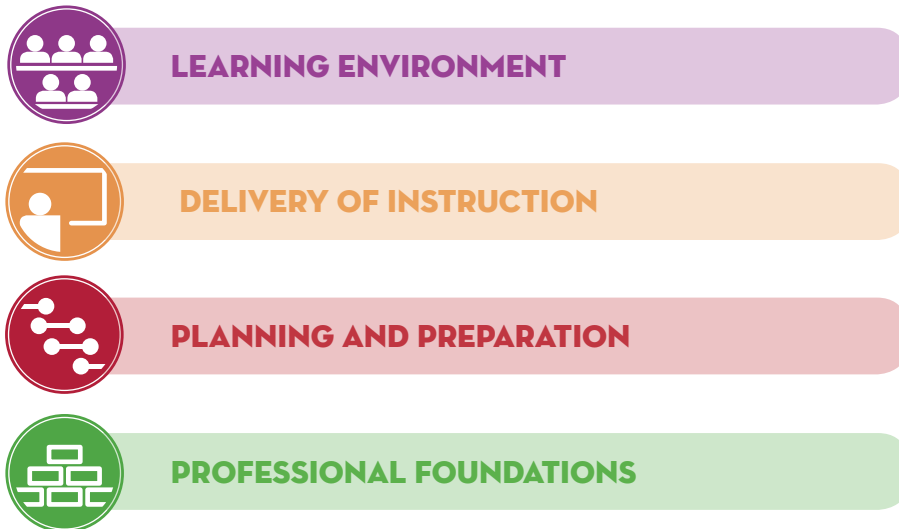 LEARNING ENVIRONMENT
DELIVERY OF INSTRUCTION
PLANNING AND PREPARATION
PROFESSIONAL FOUNDATIONS